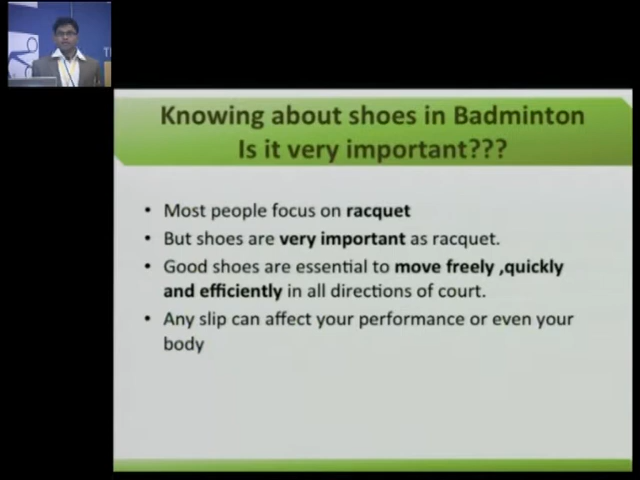 Knowing about shoes in Badminton
Is it very important???
• Most people focus on racquet
• But shoes are very important as racquet.
• Good shoes are essential to move freely ,quickly
and efficiently in all directions of court.
• Any slip can affect your performance or even your
body